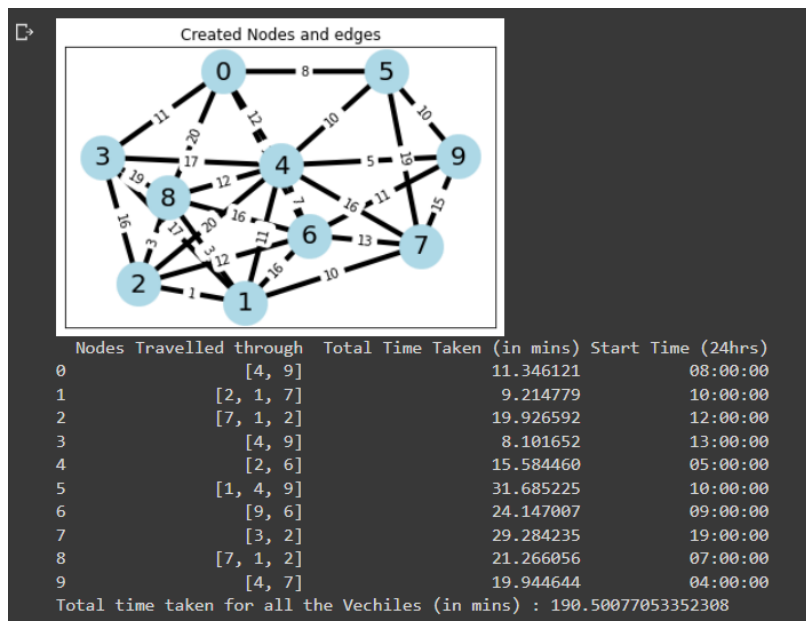 Created Nodes and edges
0 8 5
11 20 12 10 10
3 17 4 5 9
19 12 19
8 7 11 15
16 17 3 20 16 16
3 3 11 6 13 7
2 12 16 10
1 1
Nodes Travelled through Total Time Taken (in mins) Start Time (24hrs)
0 [4, 9] 11.346121 08:00:00
1 [2, 1, 7] 9.214779 10:00:00
2 [7, 1, 2] 19.926592 12:00:00
3 [4, 9] 8.101652 13:00:00
4 [2, 6] 15.584460 05:00:00
5 [1, 4, 9] 31.685225 10:00:00
6 [9, 6] 24.147007 09:00:00
7 [3, 2] 29.284235 19:00:00
8 [7, 1, 2] 21.266056 07:00:00
9 [4, 7] 19.944644 04:00:00
Total time taken for all the Vechiles (in mins) : 190.50077053352308